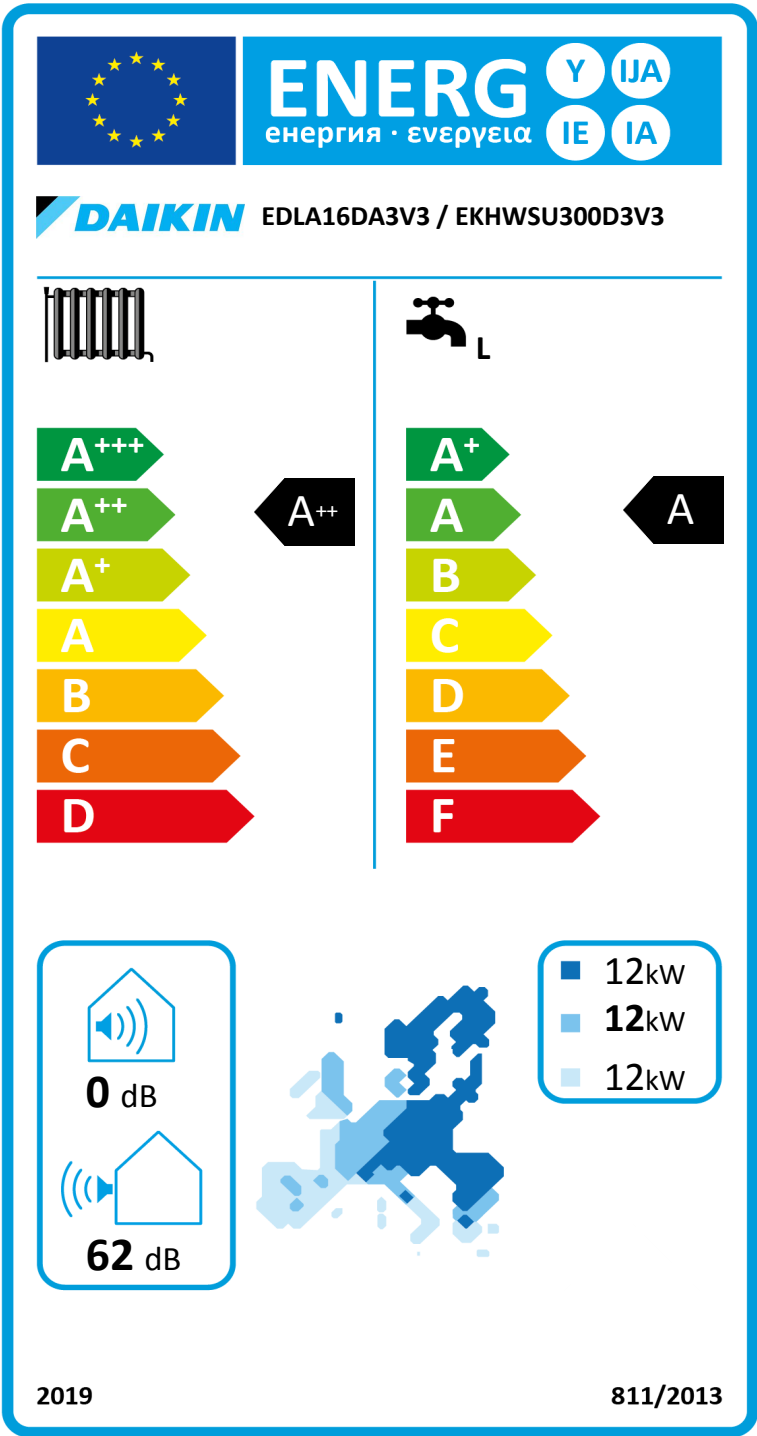 ENERG Y IJA
енергия · ενεργεια IE IA
DAIKIN EDLA16DA3V3 / EKHWSU300D3V3
L
A+++
A++
A+
A
B
C
D
A++
A+
A
B
C
D
E
F
A
0 dB
62 dB
12kW
12kW
12kW
2019
811/2013